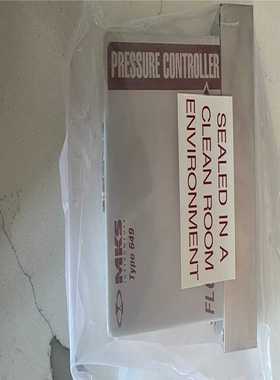 PRESSURE CONTROLLER
SEALED IN A
CLEAN ROOM
ENVIRONMENT
MKS
Type 649